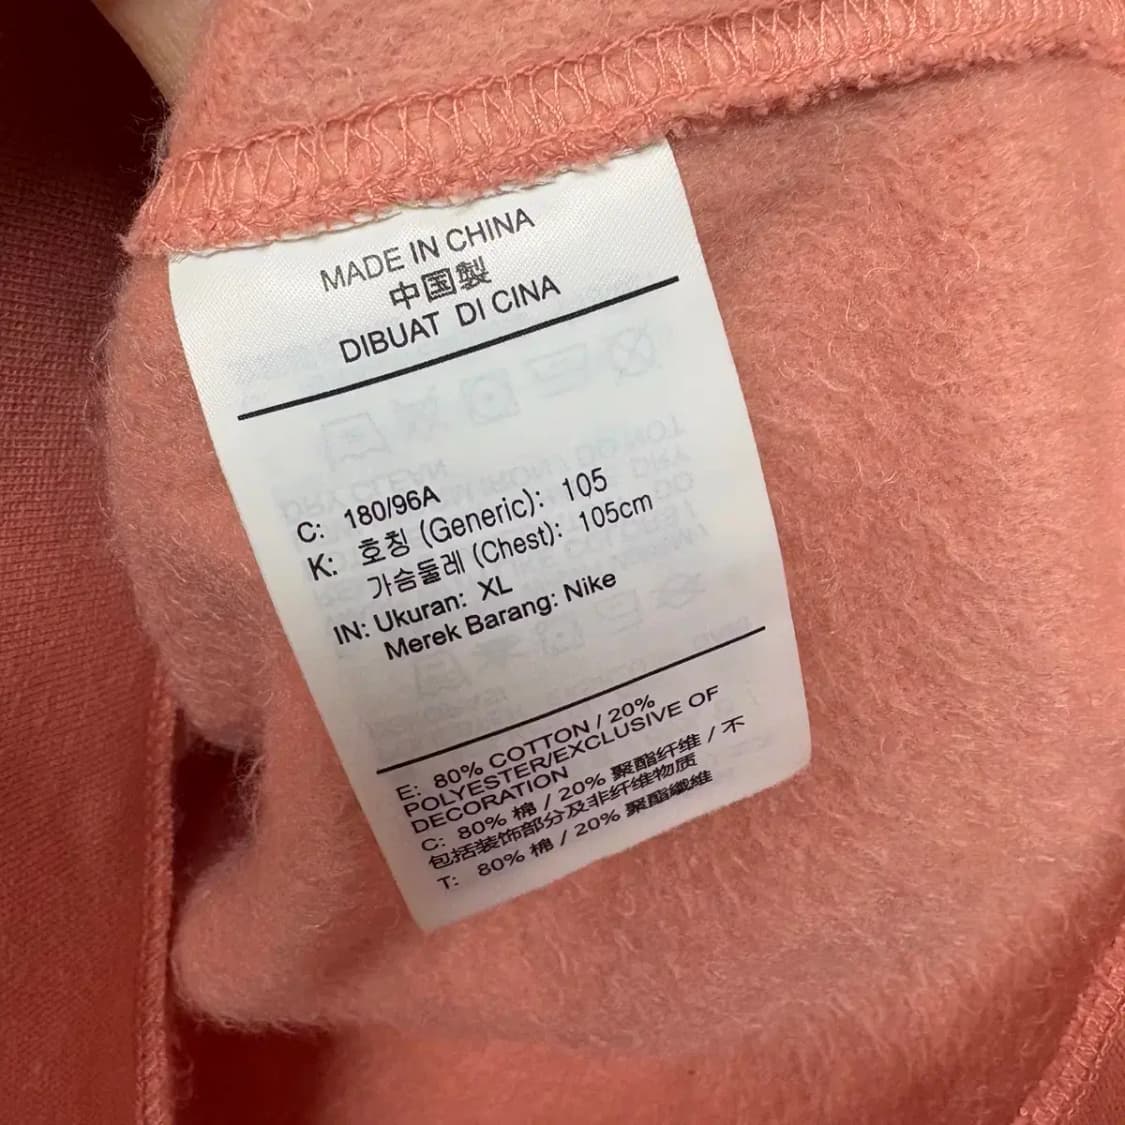 MADE IN CHINA
中国製
DIBUAT DI CINA
C: 180/96A
K: 호칭 (Generic): 105
가슴둘레 (Chest): 105cm
IN: Ukuran: XL
Merek Barang: Nike
E: 80% COTTON / 20%
POLYESTER/EXCLUSIVE OF
DECORATION
C: 80% 棉 / 20% 聚酯纤维 / 不
包括装饰部分及非纤维物质
T: 80% 棉 / 20% 聚酯纖維